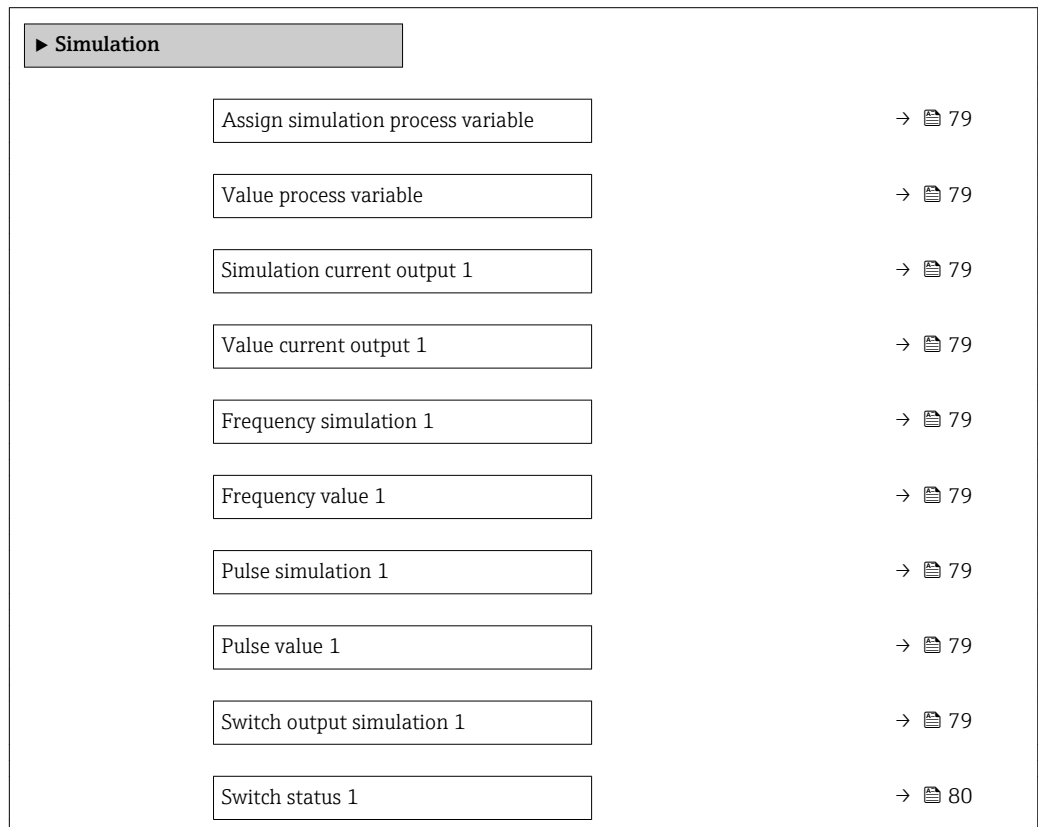 ▶ Simulation
Assign simulation process variable → 79
Value process variable → 79
Simulation current output 1 → 79
Value current output 1 → 79
Frequency simulation 1 → 79
Frequency value 1 → 79
Pulse simulation 1 → 79
Pulse value 1 → 79
Switch output simulation 1 → 79
Switch status 1 → 80